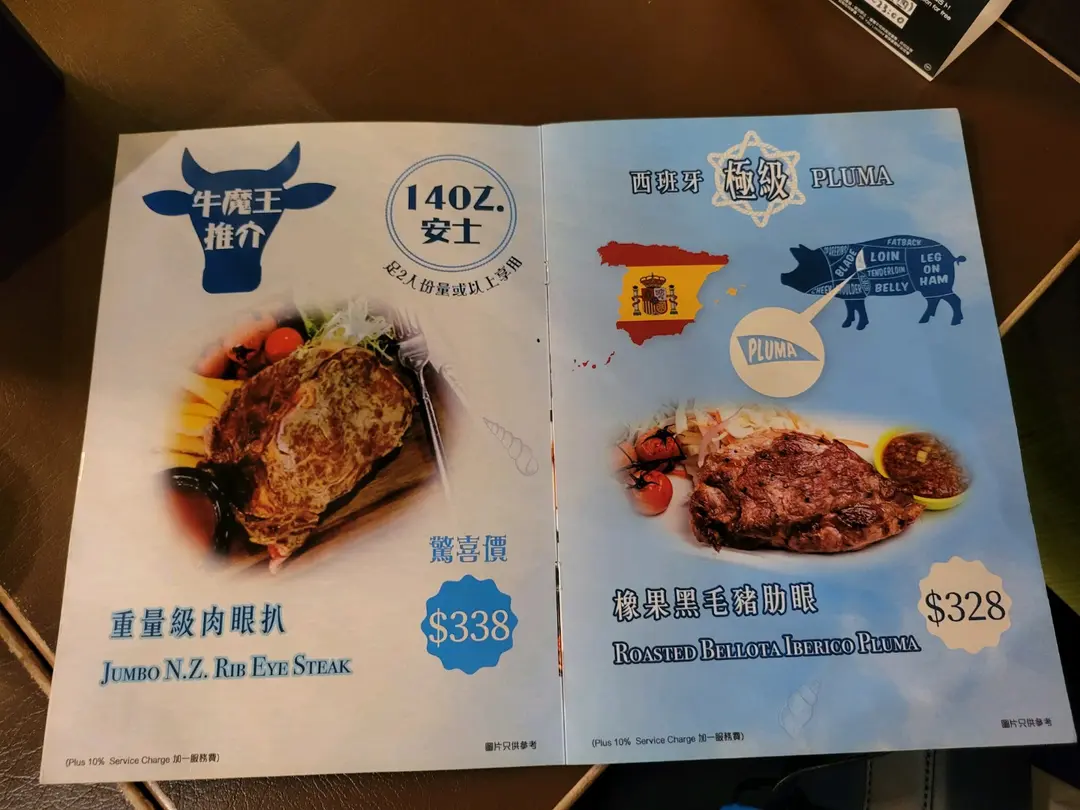 牛魔王
推介
14OZ.
安士
足2人份量或以上享用
驚喜價
$338
重量級肉眼扒
JUMBO N.Z. RIB EYE STEAK
(Plus 10% Service Charge 加一服務費)
圖片只供參考
西班牙 極級 PLUMA
FATBACK
BLADE
LOIN
TENDERLOIN
BELLY
LEG
ON
HAM
PLUMA
橡果黑毛豬肋眼
ROASTED BELLOTA IBERICO PLUMA
$328
(Plus 10% Service Charge 加一服務費)
圖片只供參考